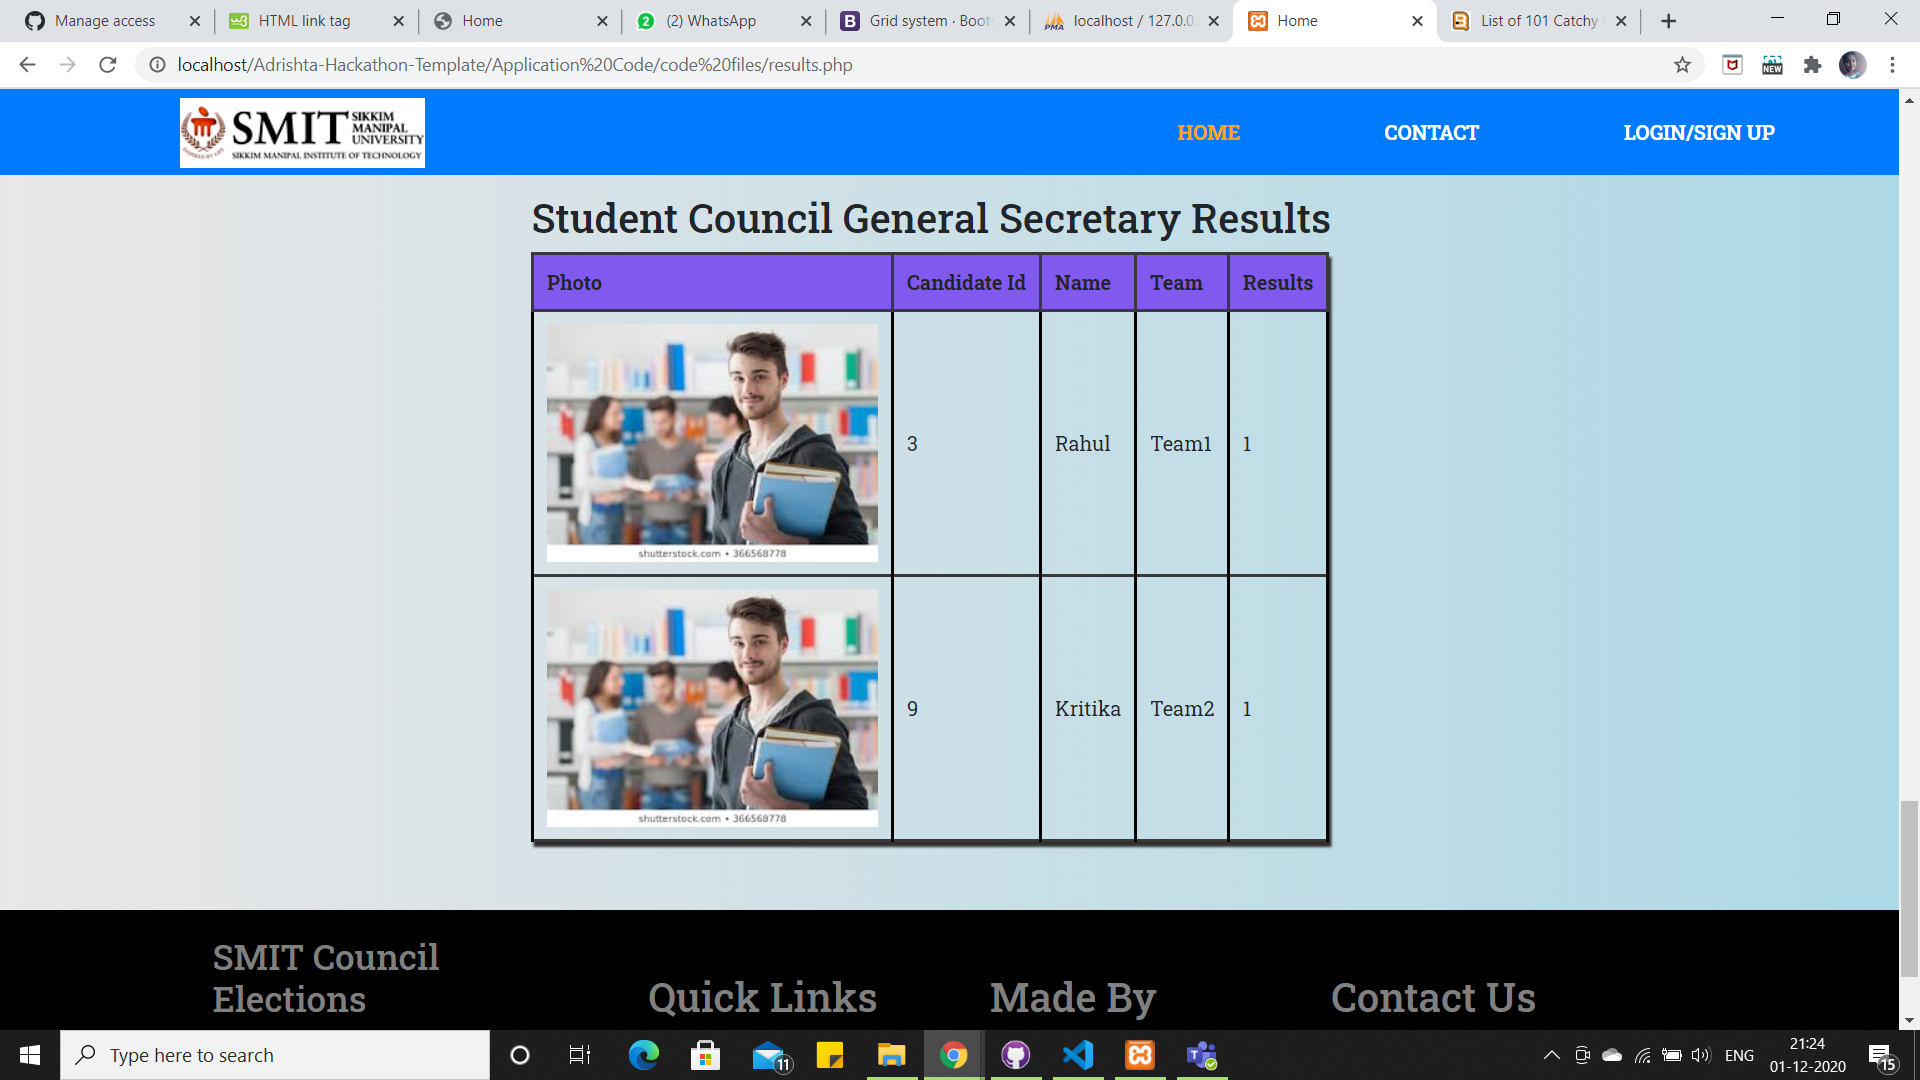 Manage access
HTML link tag
Home
(2) WhatsApp
Grid system · Boot
localhost / 127.0.0
Home
List of 101 Catchy
localhost/Adrishta-Hackathon-Template/Application%20Code/code%20files/results.php
NEW
SMIT SIKKIM MANIPAL UNIVERSITY
SIKKIM MANIPAL INSTITUTE OF TECHNOLOGY
HOME
CONTACT
LOGIN/SIGN UP
Student Council General Secretary Results
Photo
Candidate Id
Name
Team
Results
shutterstock.com • 366568778
3
Rahul
Team1
1
shutterstock.com • 366568778
9
Kritika
Team2
1
SMIT Council
Elections
Quick Links
Made By
Contact Us
Type here to search
11
ENG
21:24
01-12-2020
15